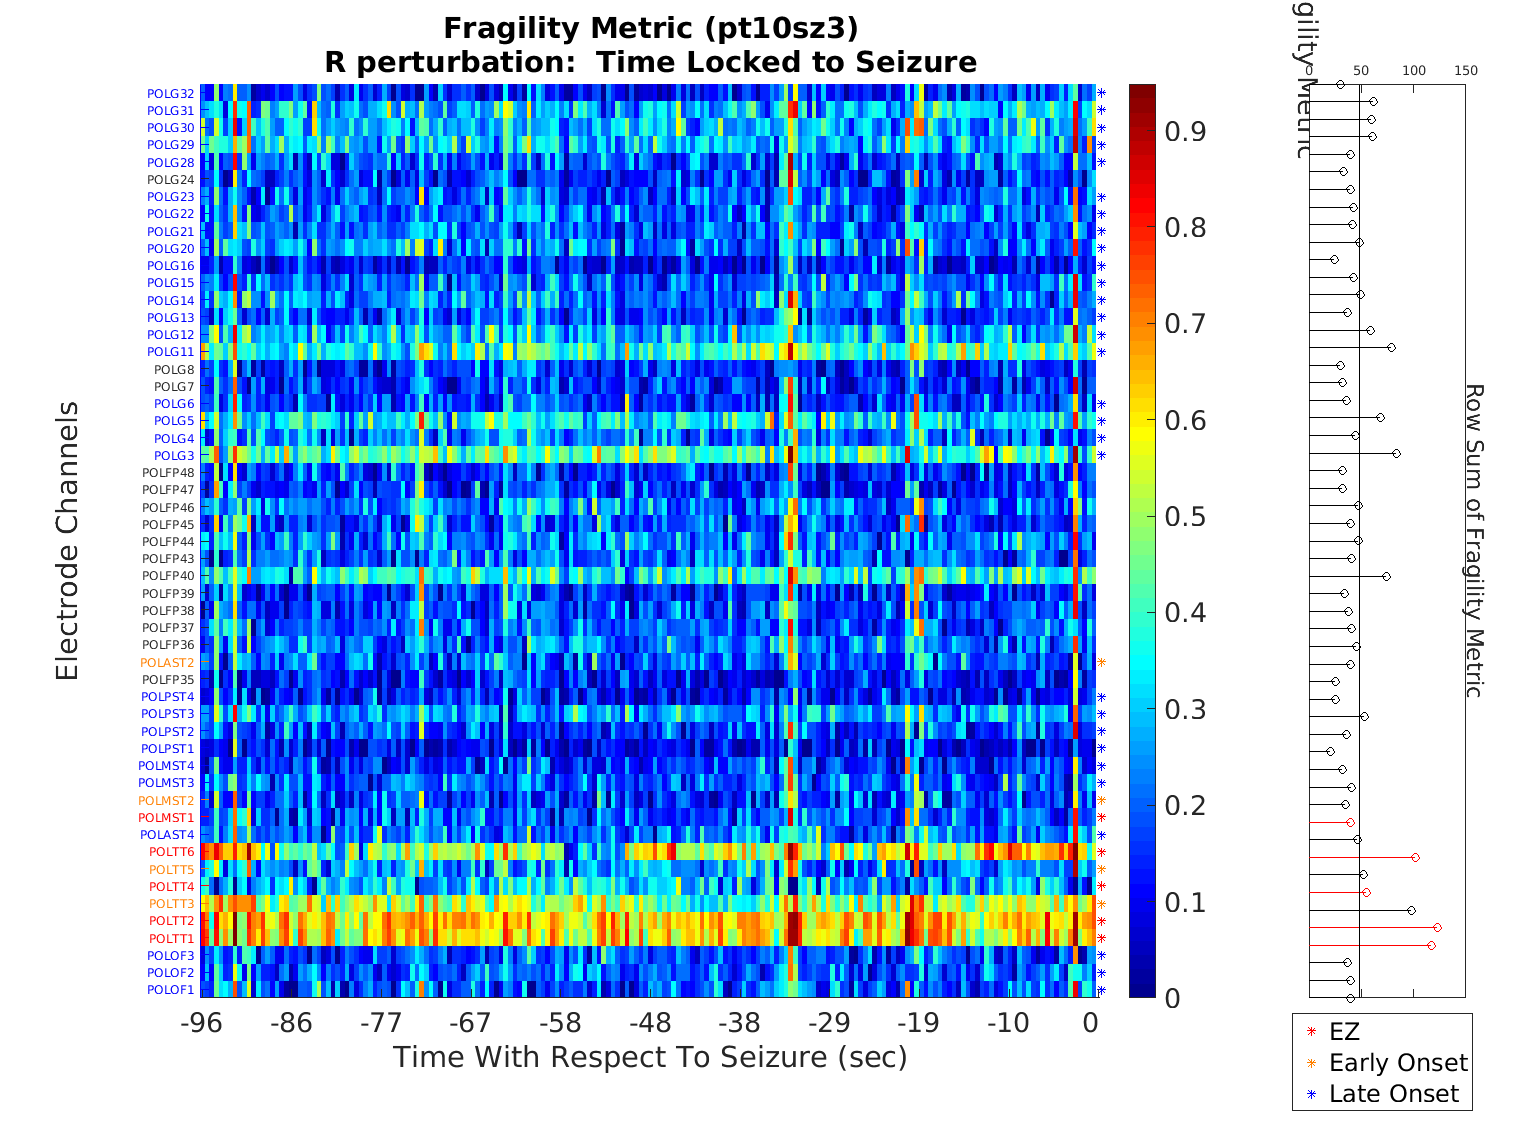 Fragility Metric (pt10sz3)
R perturbation:  Time Locked to Seizure
Electrode Channels
POLG32
POLG31
POLG30
POLG29
POLG28
POLG24
POLG23
POLG22
POLG21
POLG20
POLG16
POLG15
POLG14
POLG13
POLG12
POLG11
POLG8
POLG7
POLG6
POLG5
POLG4
POLG3
POLFP48
POLFP47
POLFP46
POLFP45
POLFP44
POLFP43
POLFP40
POLFP39
POLFP38
POLFP37
POLFP36
POLAST2
POLFP35
POLPST4
POLPST3
POLPST2
POLPST1
POLMST4
POLMST3
POLMST2
POLMST1
POLAST4
POLTT6
POLTT5
POLTT4
POLTT3
POLTT2
POLTT1
POLOF3
POLOF2
POLOF1
-96 -86 -77 -67 -58 -48 -38 -29 -19 -10 0
Time With Respect To Seizure (sec)
0.9
0.8
0.7
0.6
0.5
0.4
0.3
0.2
0.1
0
gility Metric
0 50 100 150
Row Sum of Fragility Metric
EZ
Early Onset
Late Onset